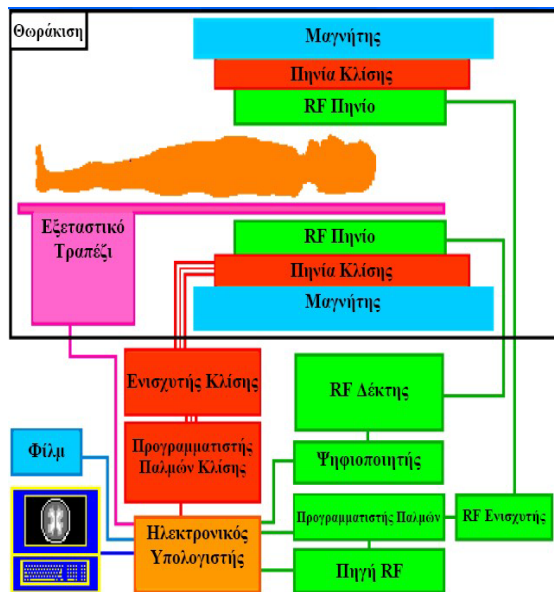 Θωράκιση
Μαγνήτης
Πηνία Κλίσης
RF Πηνίο
Εξεταστικό
Τραπέζι
RF Πηνίο
Πηνία Κλίσης
Μαγνήτης
Ενισχυτής Κλίσης
RF Δέκτης
Προγραμματιστής
Παλμών Κλίσης
Φίλμ
Ψηφιοποιητής
Ηλεκτρονικός
Υπολογιστής
Προγραμματιστής Παλμών
RF Ενισχυτής
Πηγή RF